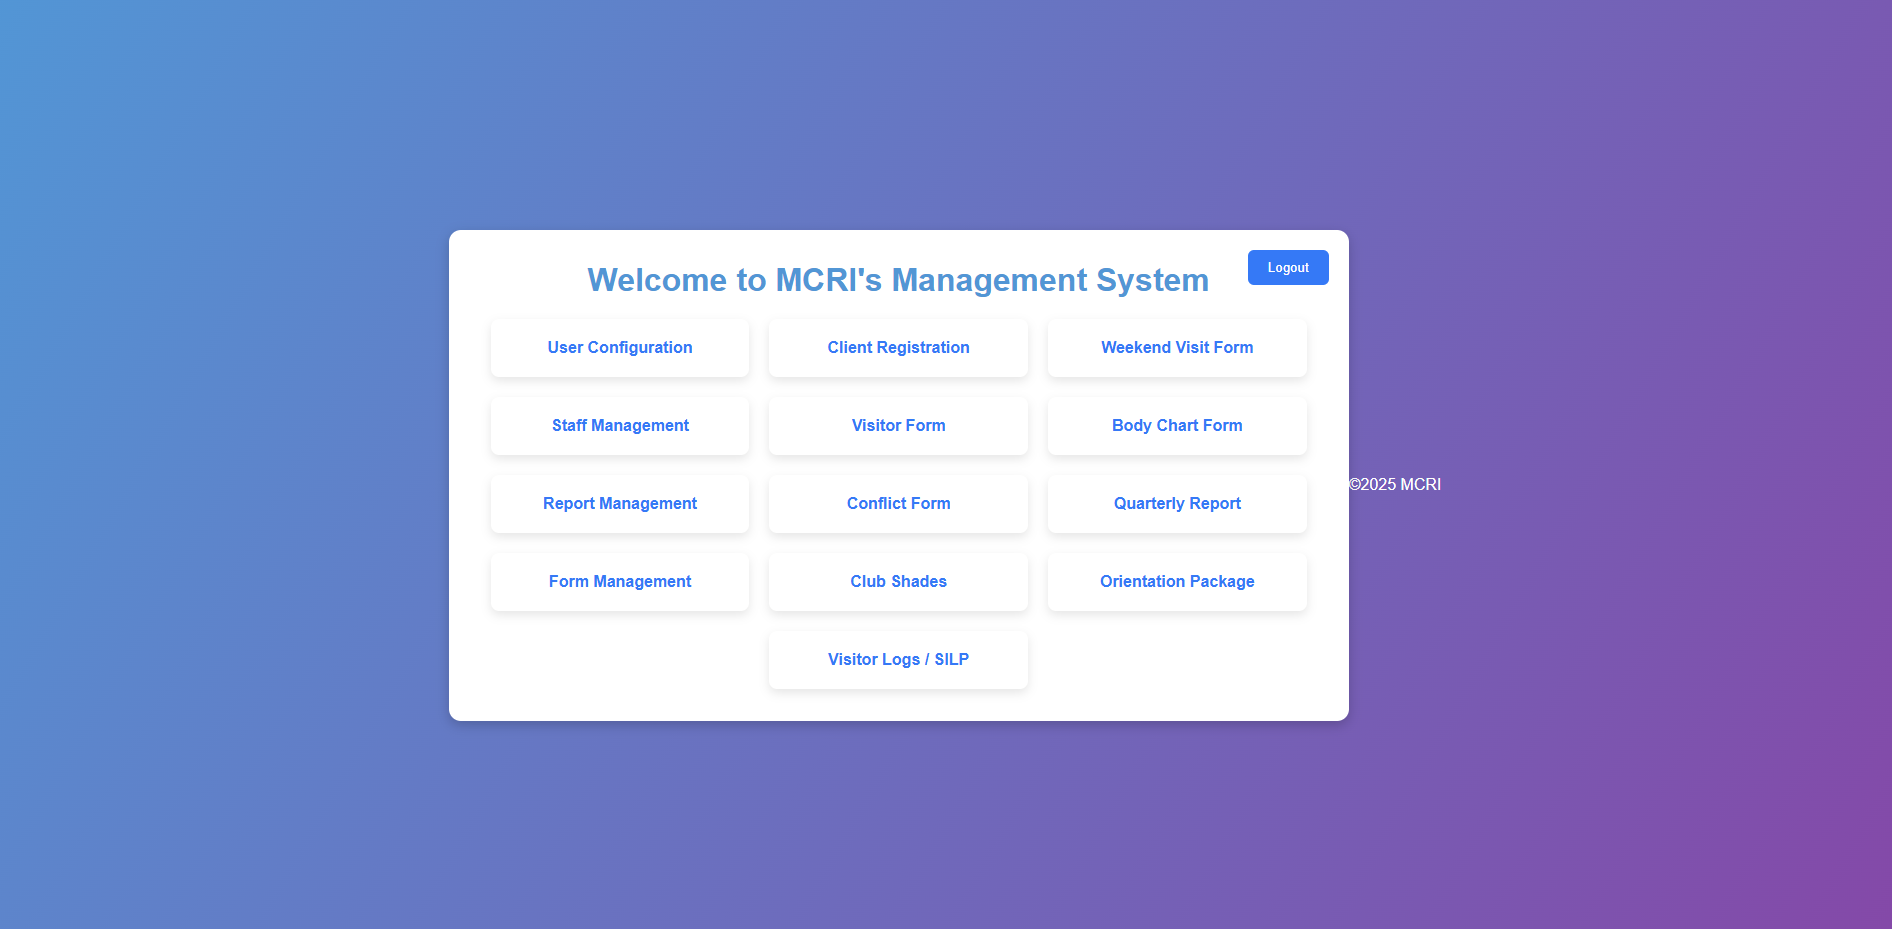 Welcome to MCRI's Management System
Logout
User Configuration
Client Registration
Weekend Visit Form
Staff Management
Visitor Form
Body Chart Form
Report Management
Conflict Form
Quarterly Report
Form Management
Club Shades
Orientation Package
Visitor Logs / SILP
©2025 MCRI